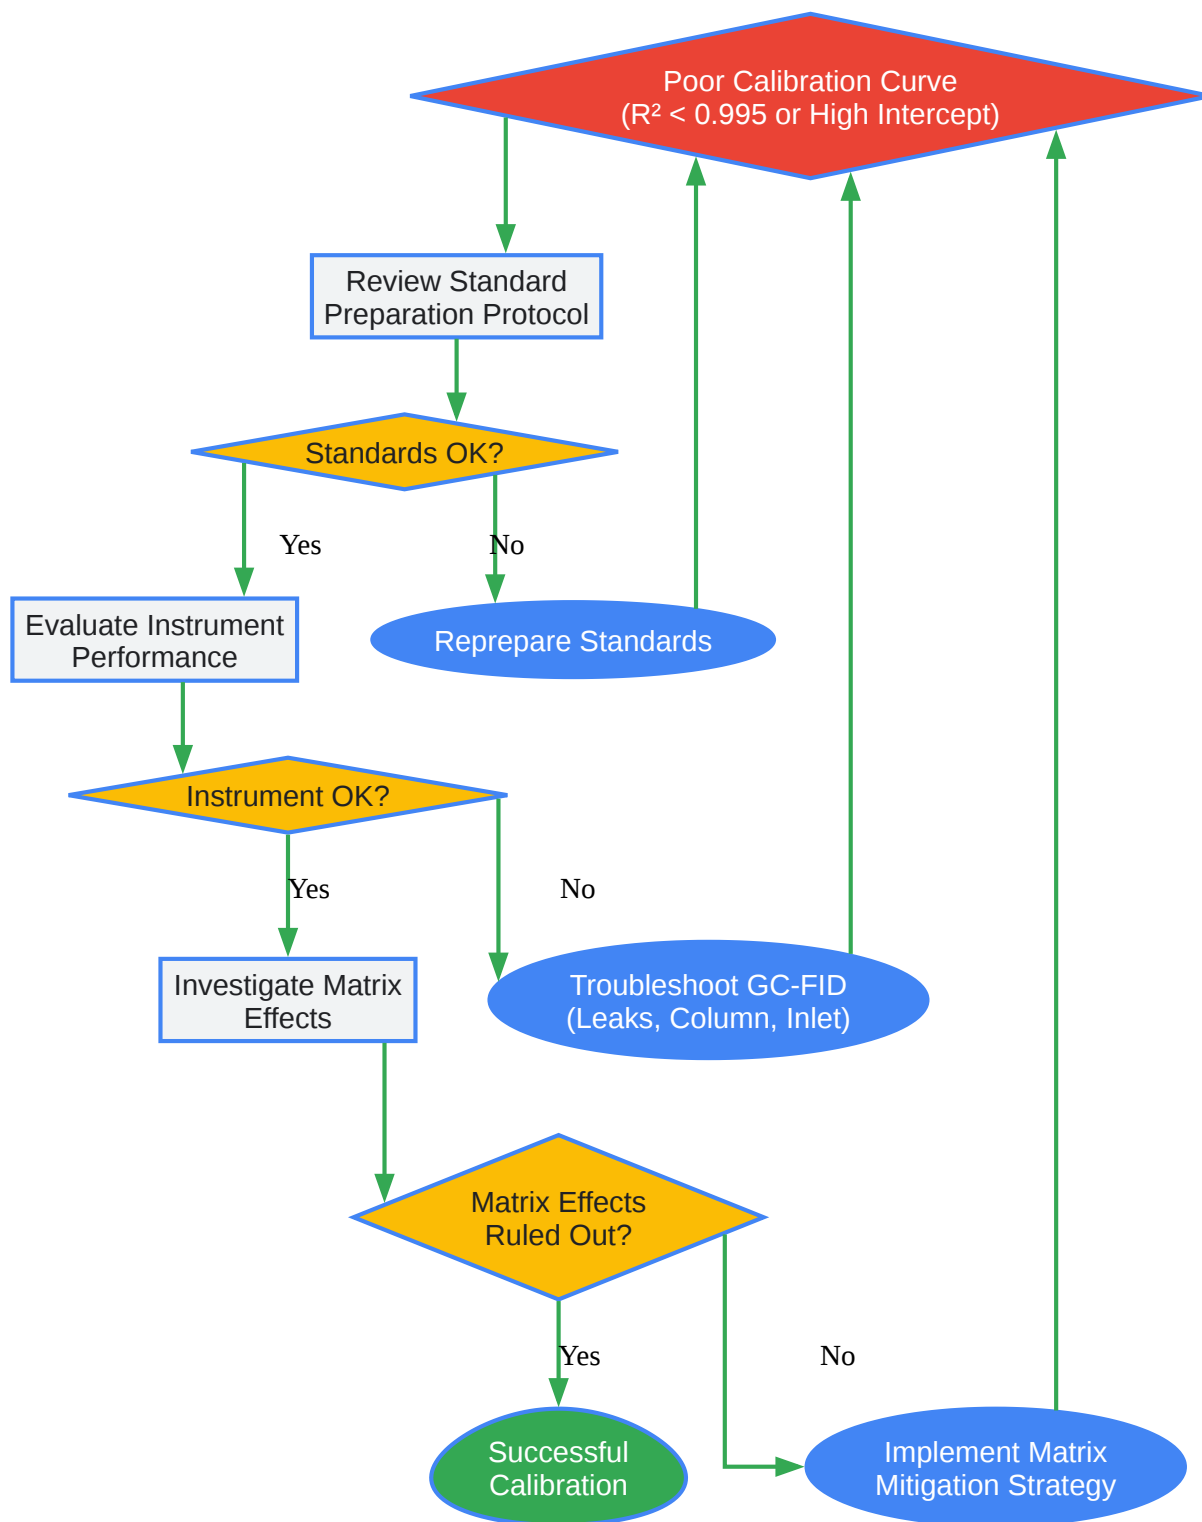 Poor Calibration Curve
(R² < 0.995 or High Intercept)
Review Standard
Preparation Protocol
Standards OK?
Yes
No
Evaluate Instrument
Performance
Reprepare Standards
Instrument OK?
Yes
No
Investigate Matrix
Effects
Troubleshoot GC-FID
(Leaks, Column, Inlet)
Matrix Effects
Ruled Out?
Yes
No
Successful
Calibration
Implement Matrix
Mitigation Strategy